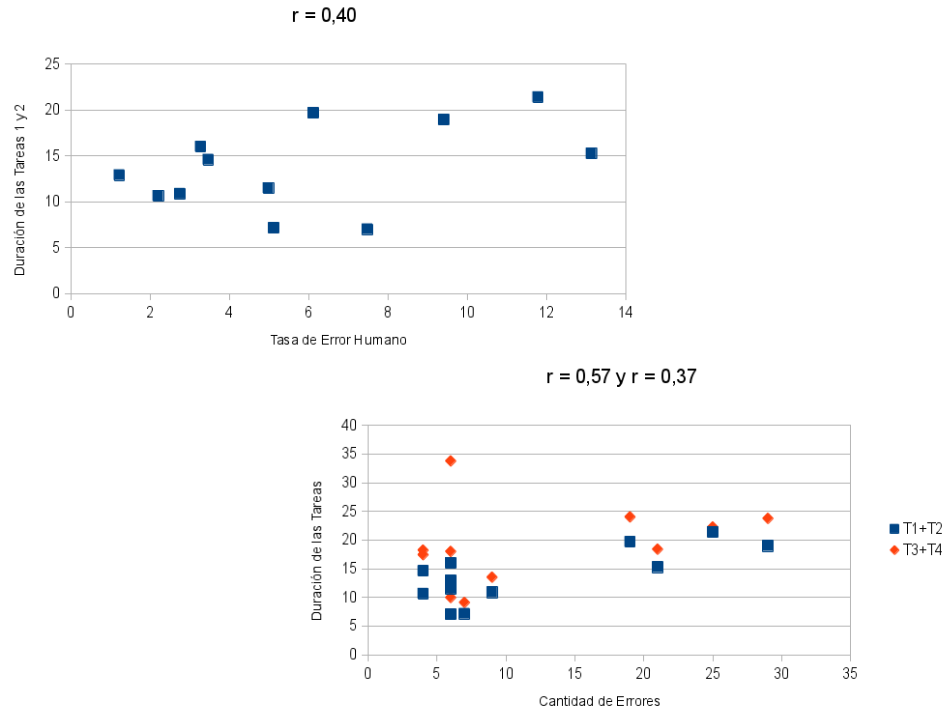 r = 0,40
Duración de las Tareas 1 y 2
25
20
15
10
5
0
0 2 4 6 8 10 12 14
Tasa de Error Humano
r = 0,57 y r = 0,37
Duración de las Tareas
40
35
30
25
20
15
10
5
0
0 5 10 15 20 25 30 35
Cantidad de Errores
T1+T2
T3+T4